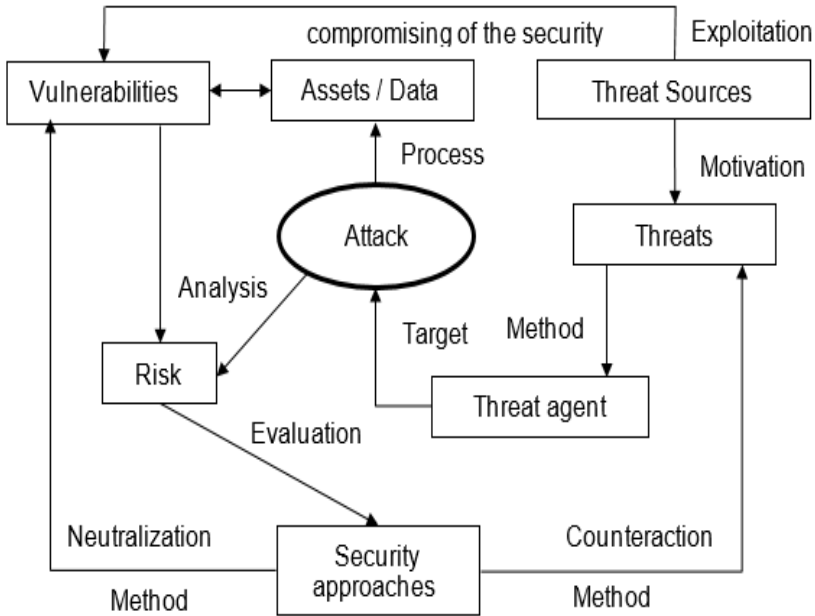 compromising of the security
Exploitation
Vulnerabilities
Assets / Data
Threat Sources
Process
Motivation
Attack
Threats
Analysis
Target
Method
Risk
Threat agent
Evaluation
Neutralization
Security
approaches
Counteraction
Method
Method